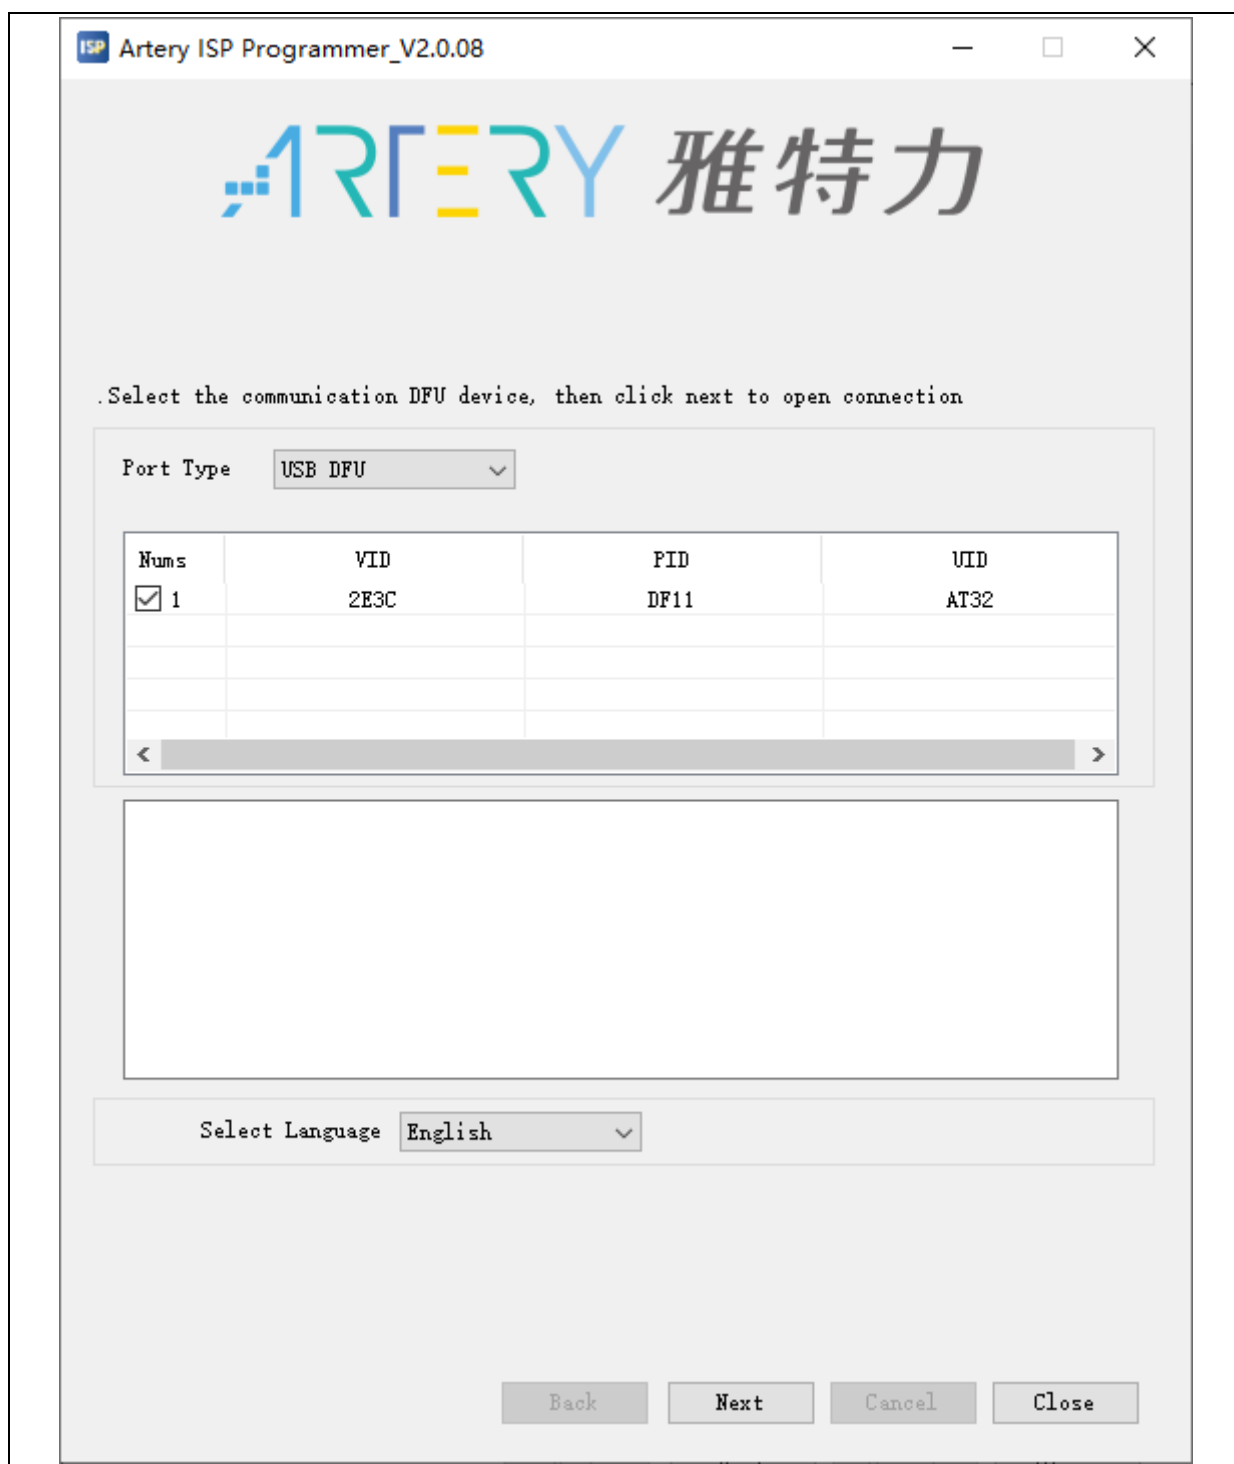 ISP Artery ISP Programmer_V2.0.08
ARTERY 雅特力
.Select the communication DFU device, then click next to open connection
Port Type USB DFU
Nums VID PID UID
1 2E3C DF11 AT32
Select Language English
Back Next Cancel Close